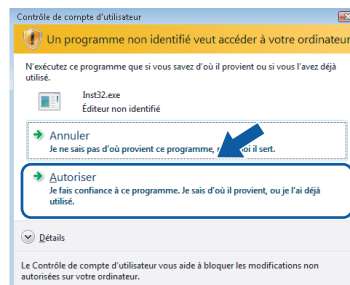 Contrôle de compte d'utilisateur
Un programme non identifié veut accéder à votre ordinateur
N'exécutez ce programme que si vous savez d'où il provient ou si vous l'avez déjà
utilisé.
Inst32.exe
Éditeur non identifié
Annuler
Je ne sais pas d'où provient ce programme, il sert.
Autoriser
Je fais confiance à ce programme. Je sais d'où il provient, ou je l'ai déjà
utilisé.
Détails
Le Contrôle de compte d'utilisateur vous aide à bloquer les modifications non
autorisées sur votre ordinateur.